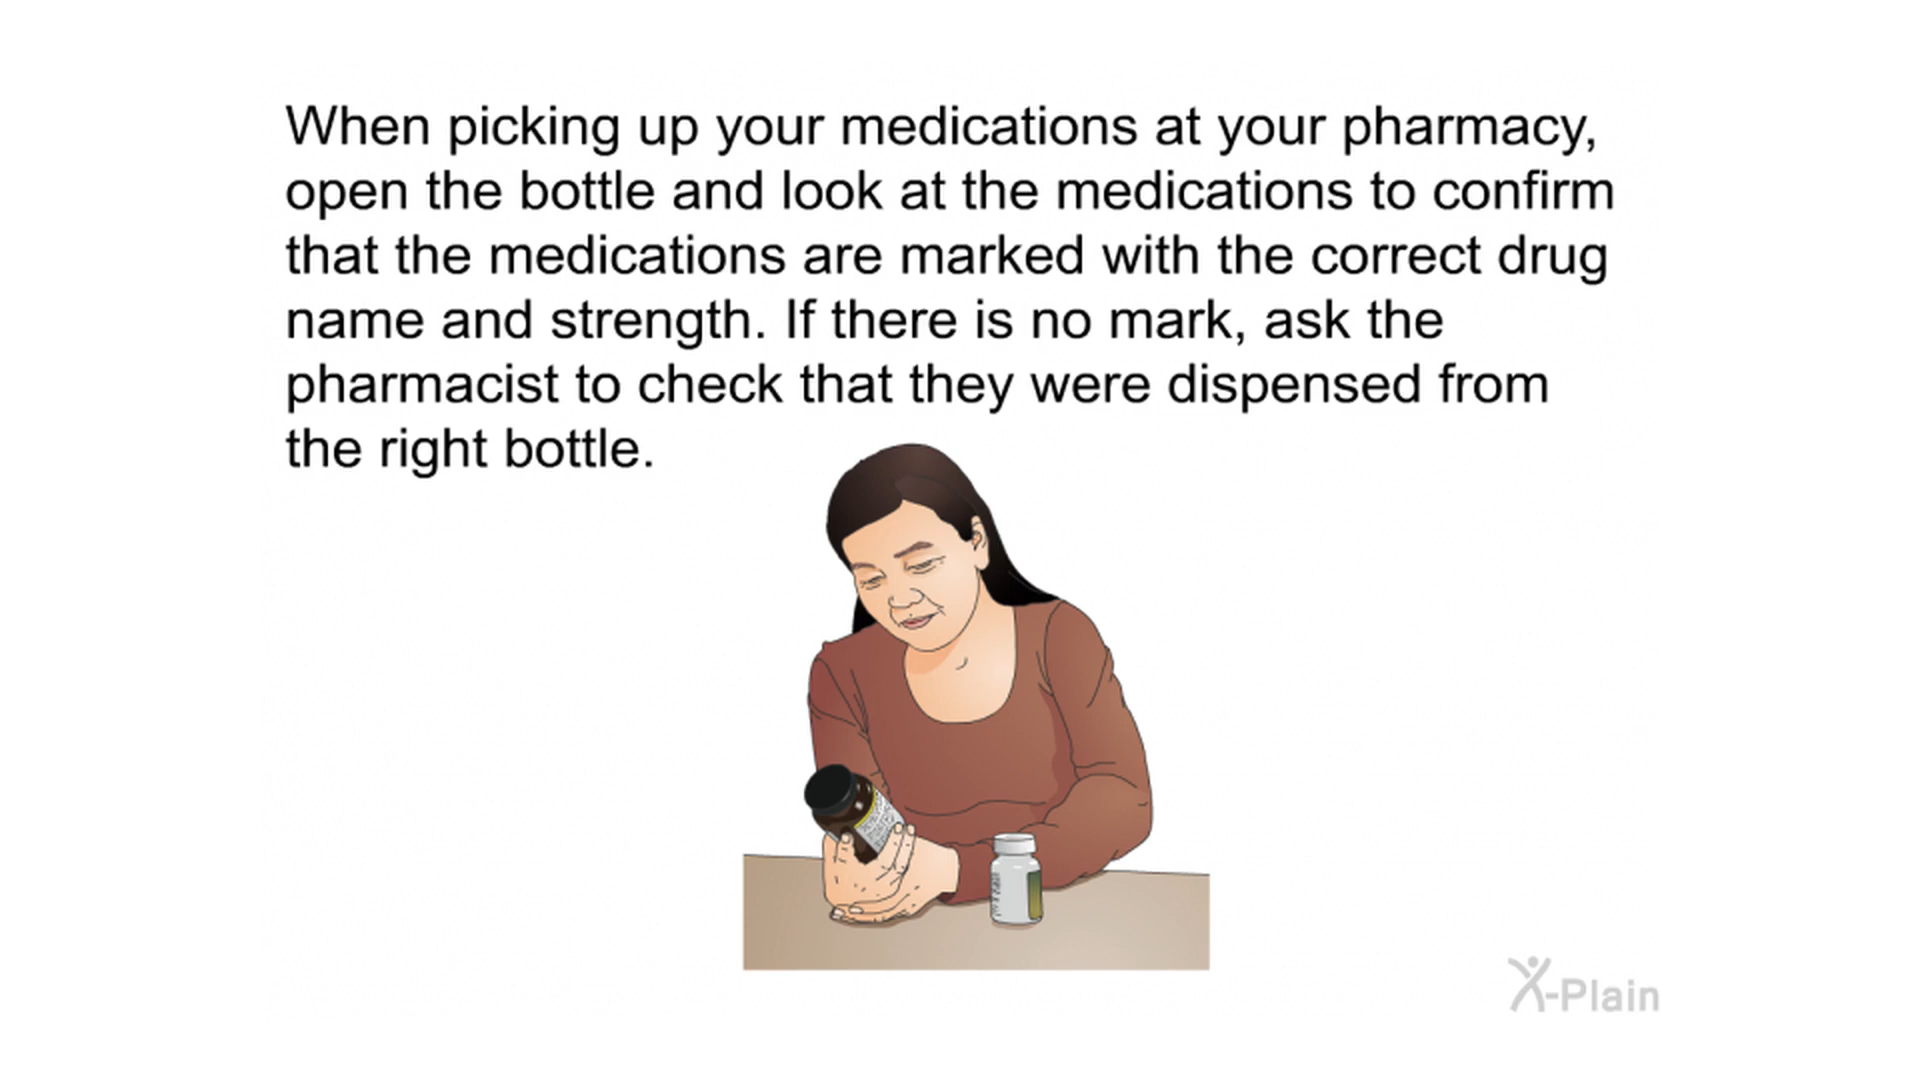 When picking up your medications at your pharmacy,
open the bottle and look at the medications to confirm
that the medications are marked with the correct drug
name and strength. If there is no mark, ask the
pharmacist to check that they were dispensed from
the right bottle.
X-Plain